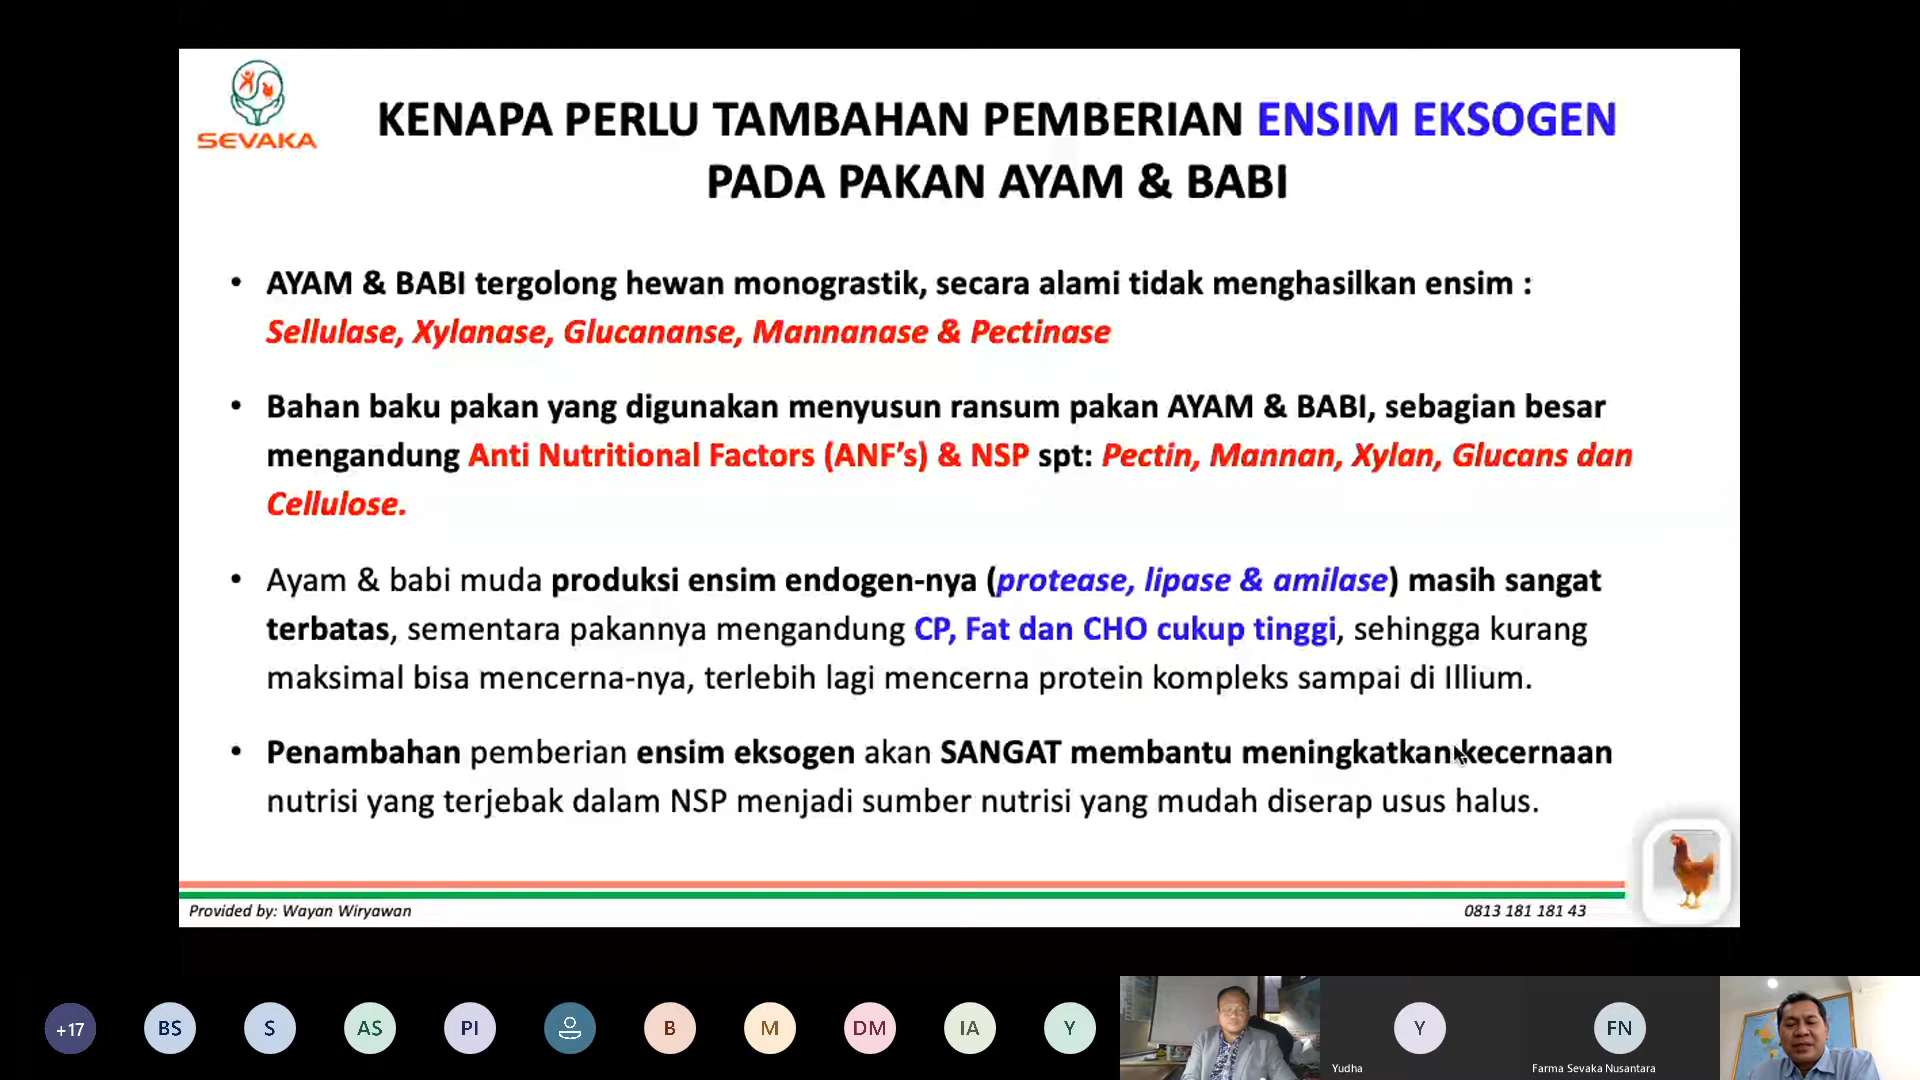 SEVAKA
KENAPA PERLU TAMBAHAN PEMBERIAN ENSIM EKSOGEN
PADA PAKAN AYAM & BABI
• AYAM & BABI tergolong hewan monograstik, secara alami tidak menghasilkan ensim :
Sellulase, Xylanase, Glucananse, Mannanase & Pectinase
• Bahan baku pakan yang digunakan menyusun ransum pakan AYAM & BABI, sebagian besar
mengandung Anti Nutritional Factors (ANF’s) & NSP spt: Pectin, Mannan, Xylan, Glucans dan
Cellulose.
• Ayam & babi muda produksi ensim endogen-nya (protease, lipase & amilase) masih sangat
terbatas, sementara pakannya mengandung CP, Fat dan CHO cukup tinggi, sehingga kurang
maksimal bisa mencerna-nya, terlebih lagi mencerna protein kompleks sampai di Illium.
• Penambahan pemberian ensim eksogen akan SANGAT membantu meningkatkan kecernaan
nutrisi yang terjebak dalam NSP menjadi sumber nutrisi yang mudah diserap usus halus.
Provided by: Wayan Wiryawan
0813 181 181 43
+17
BS
S
AS
PI
B
M
DM
IA
Y
Y
FN
Yudha
Farma Sevaka Nusantara